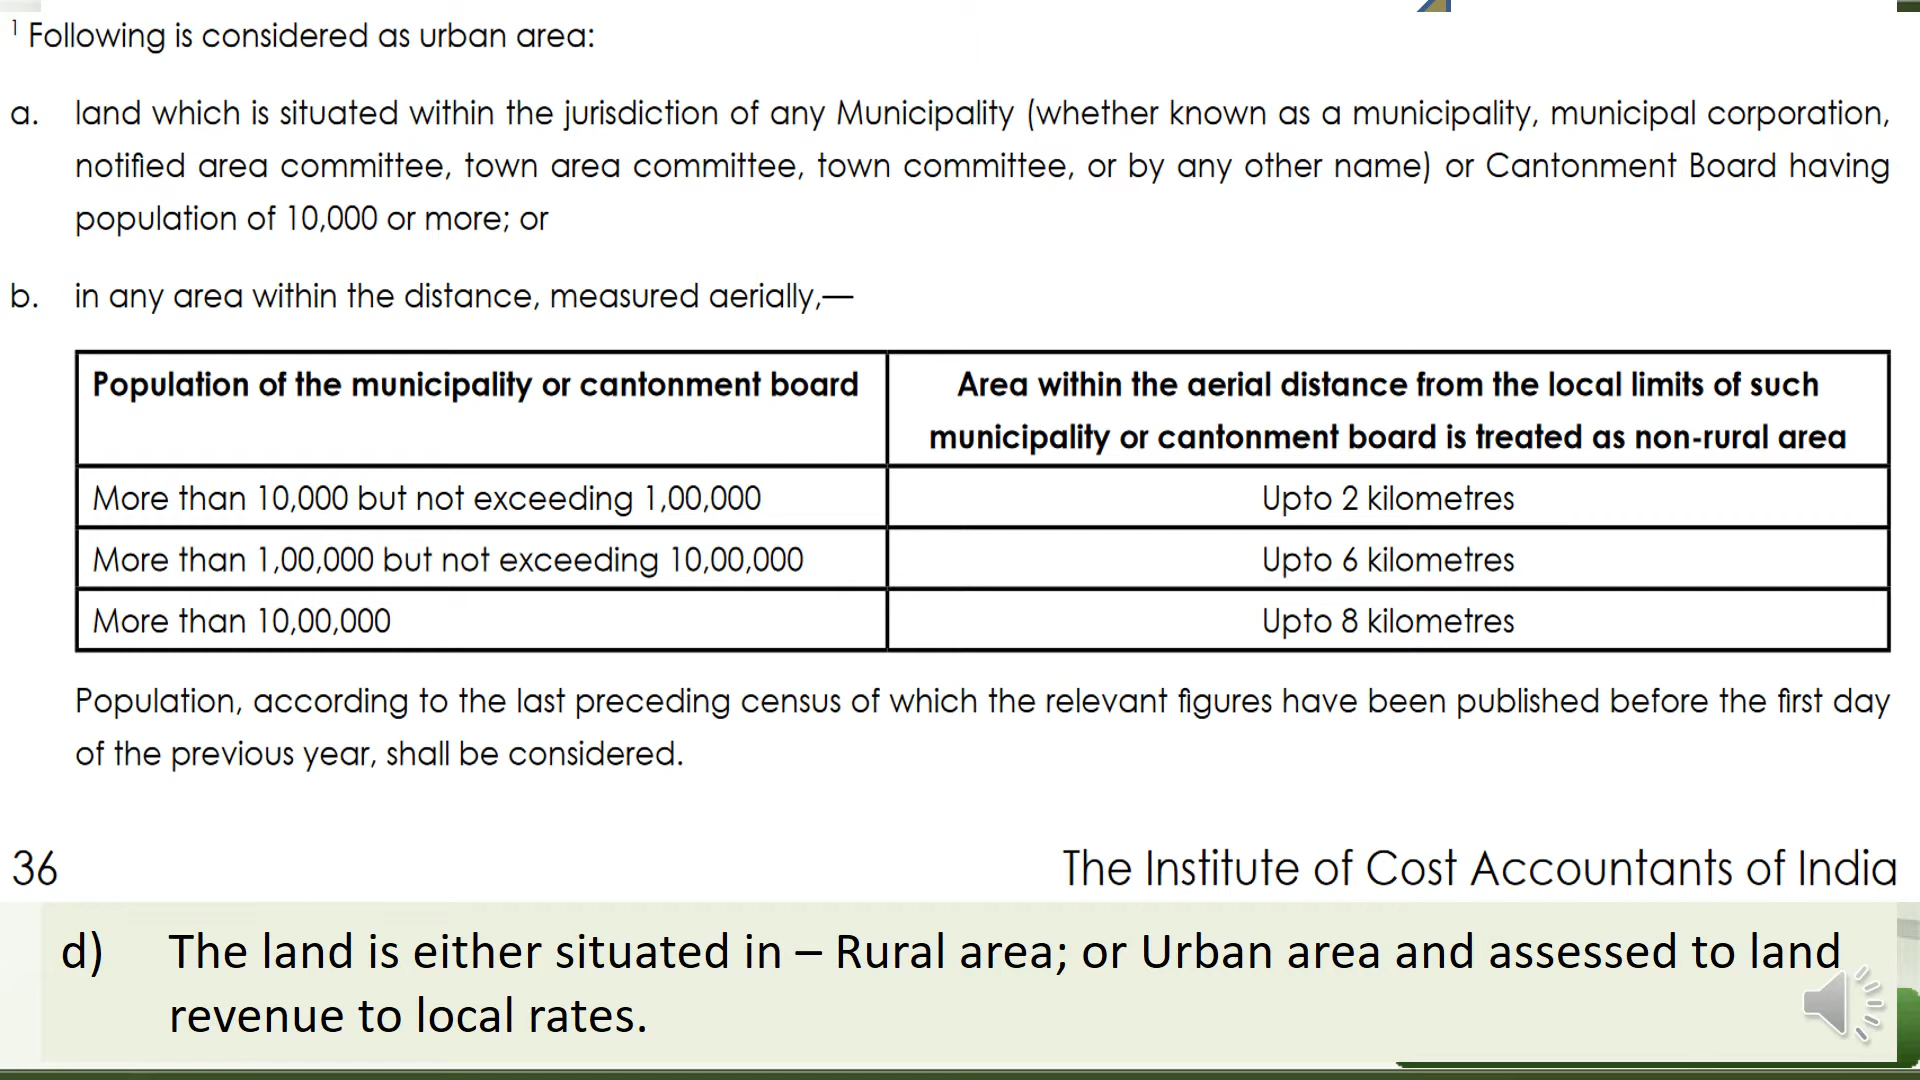 1 Following is considered as urban area:
a. land which is situated within the jurisdiction of any Municipality (whether known as a municipality, municipal corporation,
notified area committee, town area committee, town committee, or by any other name) or Cantonment Board having
population of 10,000 or more; or
b. in any area within the distance, measured aerially,—
Population of the municipality or cantonment board
Area within the aerial distance from the local limits of such
municipality or cantonment board is treated as non-rural area
More than 10,000 but not exceeding 1,00,000
Upto 2 kilometres
More than 1,00,000 but not exceeding 10,00,000
Upto 6 kilometres
More than 10,00,000
Upto 8 kilometres
Population, according to the last preceding census of which the relevant figures have been published before the first day
of the previous year, shall be considered.
36
The Institute of Cost Accountants of India
d) The land is either situated in – Rural area; or Urban area and assessed to land
revenue to local rates.